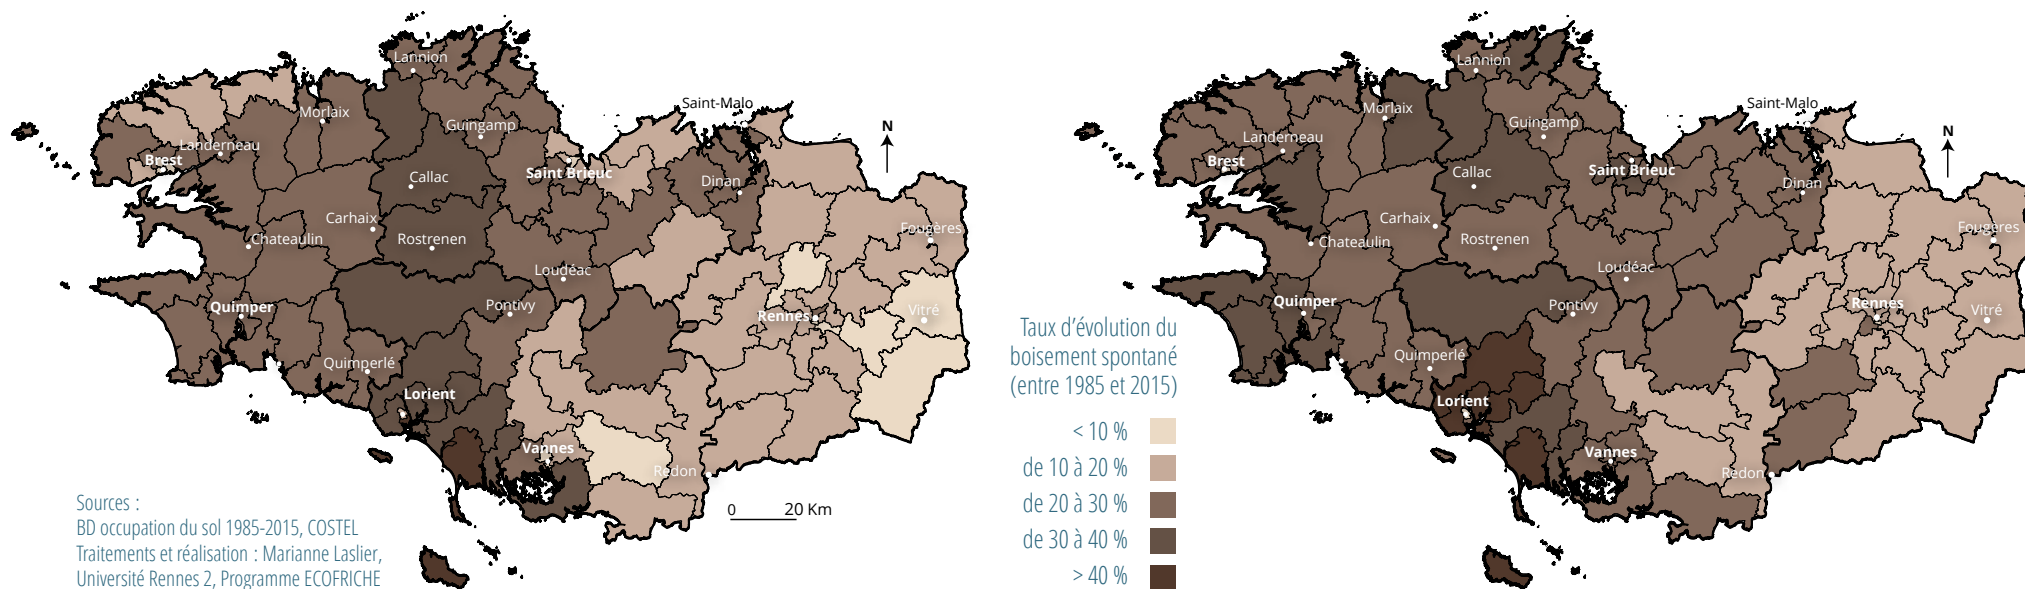 Lannion
Saint-Malo
Morlaix
Guingamp
N
Landerneau
Brest
Saint Brieuc
Callac
Dinan
Carhaix
Rostrenen
Chateaulin
Fougères
Loudéac
Quimper
Pontivy
Rennes
Vitré
Quimperlé
Lorient
Vannes
Redon
0 20 Km
Sources :
BD occupation du sol 1985-2015, COSTEL
Traitements et réalisation : Marianne Laslier,
Université Rennes 2, Programme ECOFRICHE
Taux d’évolution du
boisement spontané
(entre 1985 et 2015)
< 10 %
de 10 à 20 %
de 20 à 30 %
de 30 à 40 %
> 40 %
Lannion
Saint-Malo
Morlaix
Guingamp
N
Landerneau
Brest
Saint Brieuc
Callac
Dinan
Carhaix
Rostrenen
Chateaulin
Fougères
Loudéac
Quimper
Pontivy
Rennes
Vitré
Quimperlé
Lorient
Vannes
Redon